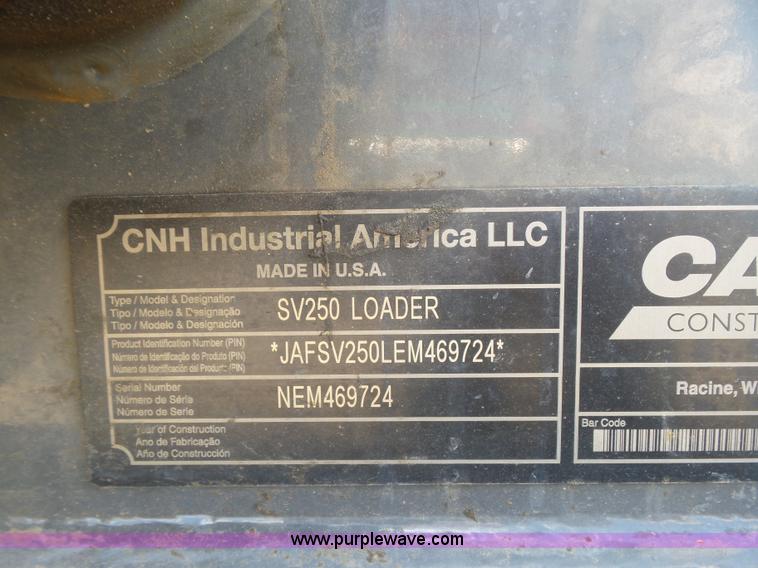 CNH Industrial America LLC
MADE IN U.S.A.
Type / Model & Designation
Tipo / Modelo & Designação
Tipo / Modelo & Designación
SV250 LOADER
Product Identification Number (PIN)
Número de Identificação do Produto (PIN)
Número de Identificación del Producto (PIN)
*JAFSV250LEM469724*
Serial Number
Número de Série
Número de Serie
NEM469724
Year of Construction
Ano de Fabricação
Año de Construcción
CA
CONST
Racine, W
Bar Code
www.purplewave.com